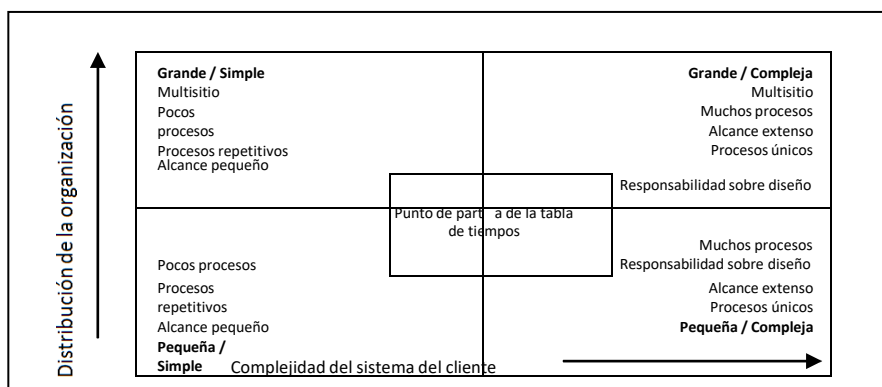 Distribución de la organización
Grande / Simple
Multisitio
Pocos
procesos
Procesos repetitivos
Alcance pequeño
Grande / Compleja
Multisitio
Muchos procesos
Alcance extenso
Procesos únicos
Responsabilidad sobre diseño
Punto de part a de la tabla
de tiempos
Pocos procesos
Procesos
repetitivos
Alcance pequeño
Pequeña /
Simple
Muchos procesos
Responsabilidad sobre diseño
Alcance extenso
Procesos únicos
Pequeña / Compleja
Complejidad del sistema del cliente